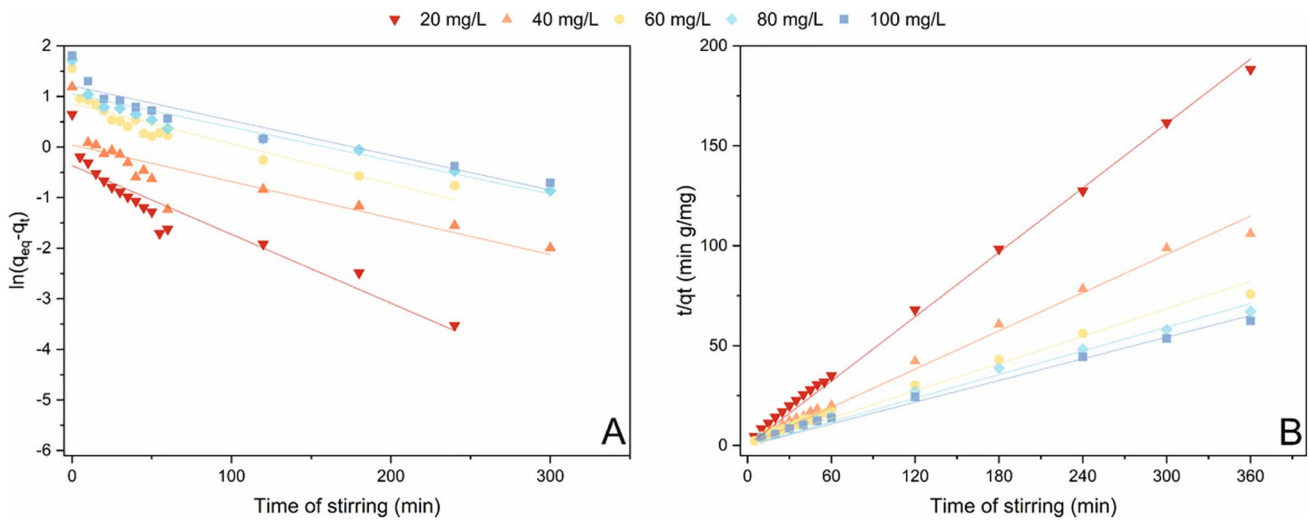 20 mg/L 40 mg/L 60 mg/L 80 mg/L 100 mg/L
2
1
0
-1
-2
-3
-4
-5
-6
ln(qeq-qt)
0 100 200 300
Time of stirring (min)
A
200
150
100
50
0
t/qt (min g/mg)
0 60 120 180 240 300 360
Time of stirring (min)
B